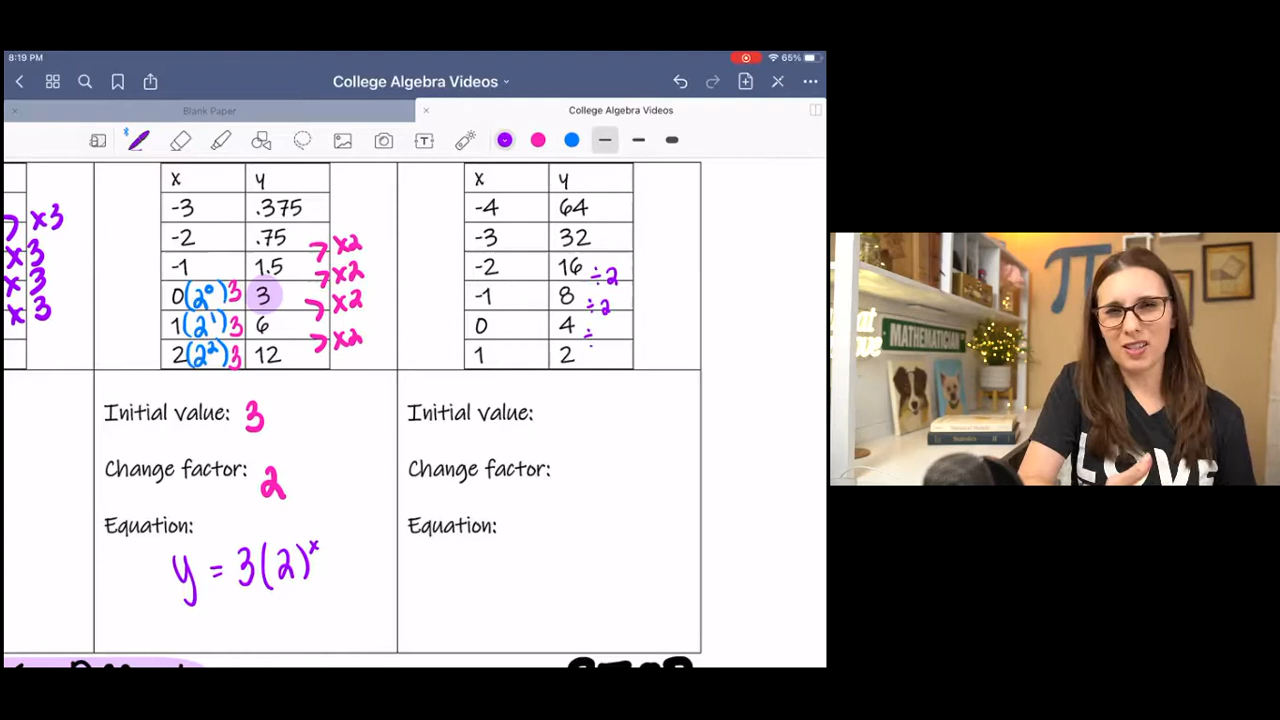 8:19 PM
65%
College Algebra Videos
Blank Paper
College Algebra Videos
T
x3
x3
x3
x3
x y
-3 .375
-2 .75
-1 1.5
0(2⁰)3 3
1(2¹)3 6
2(2²)3 12
x2
x2
x2
x2
Initial value: 3
Change factor: 2
Equation:
y = 3(2)ˣ
x y
-4 64
-3 32
-2 16
-1 8
0 4
1 2
÷2
÷2
÷
Initial value:
Change factor:
Equation:
MATHEMATICIAN
LOVE